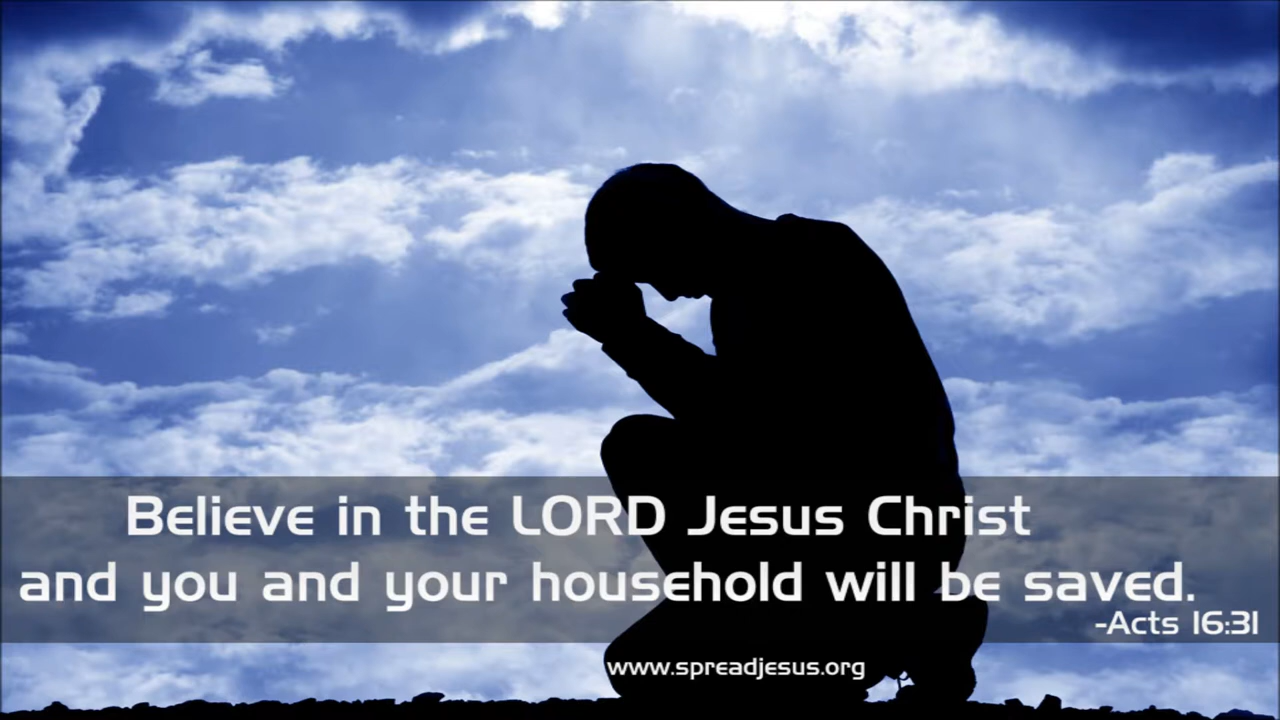 Believe in the LORD Jesus Christ
and you and your household will be saved.
-Acts 16:31
www.spreadjesus.org